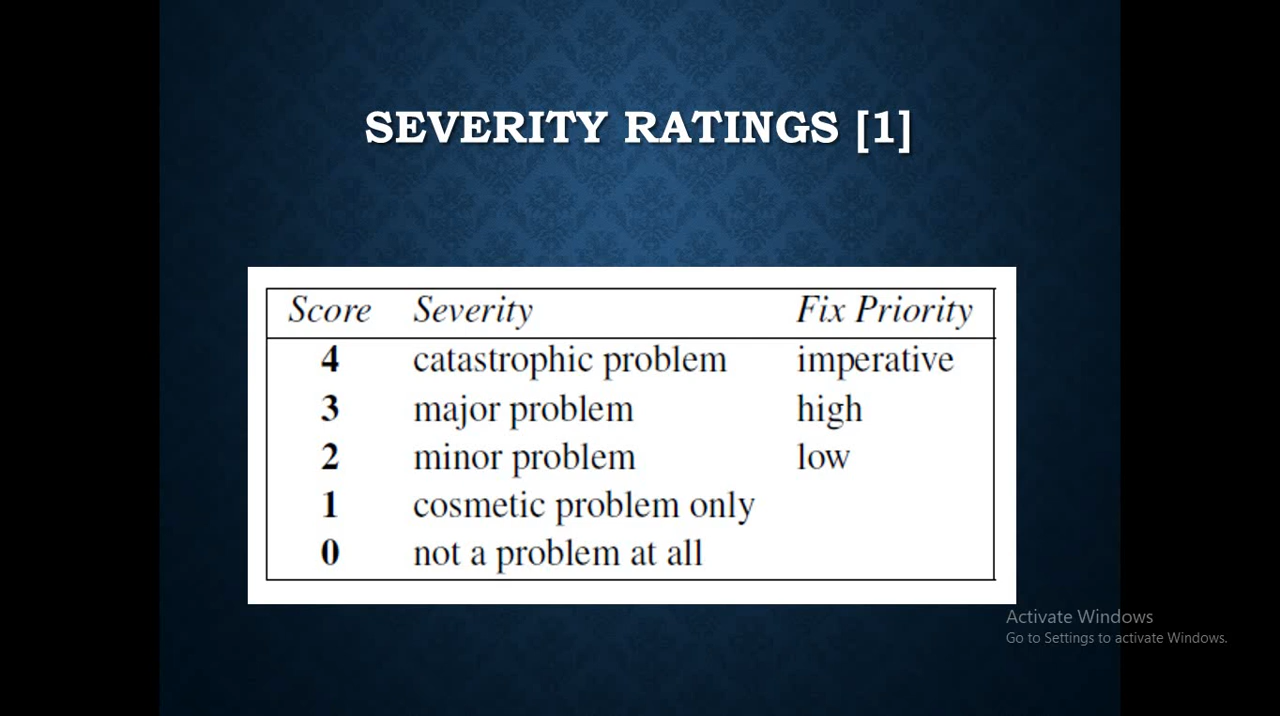 SEVERITY RATINGS [1]
Score Severity Fix Priority
4 catastrophic problem imperative
3 major problem high
2 minor problem low
1 cosmetic problem only
0 not a problem at all
Activate Windows
Go to Settings to activate Windows.